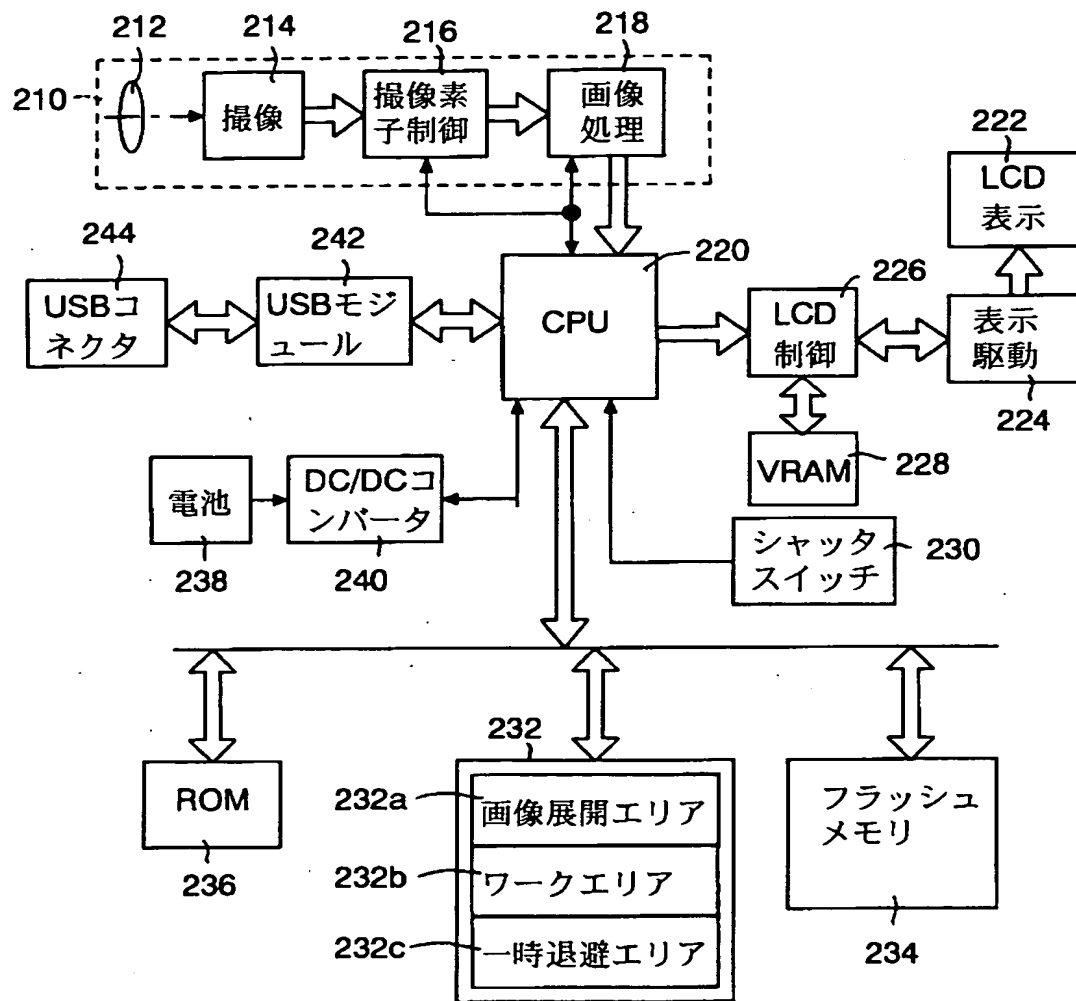 212
214
216
218
210
撮像
撮像素
子制御
画像
処理
222
LCD
表示
244
242
220
226
USBコ
ネクタ
USBモジ
ュール
CPU
LCD
制御
表示
駆動
224
VRAM
228
電池
DC/DCコ
ンバータ
238
240
シャッタ
スイッチ
230
232
ROM
236
232a
画像展開エリア
232b
ワークエリア
232c
一時退避エリア
フラッシュ
メモリ
234